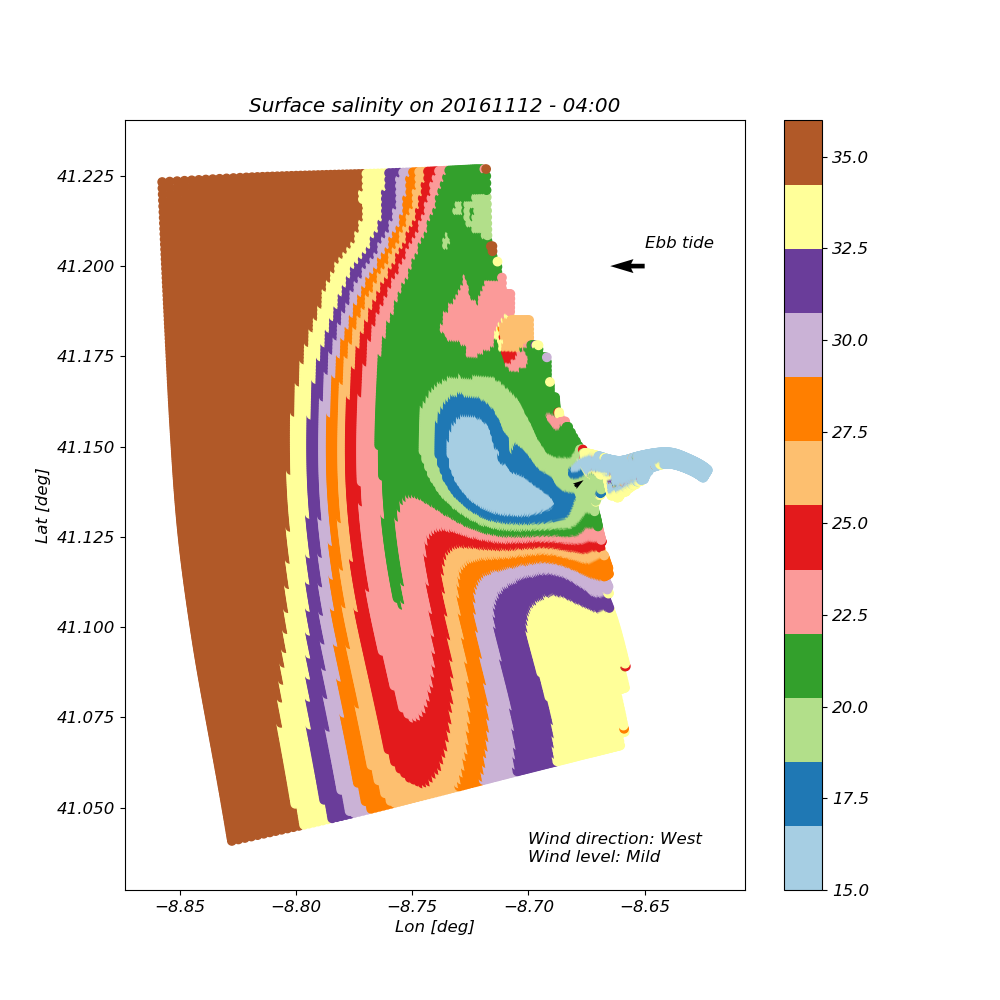 Surface salinity on 20161112 - 04:00
41.225
41.200
41.175
41.150
41.125
41.100
41.075
41.050
Lat [deg]
Ebb tide
Wind direction: West
Wind level: Mild
−8.85 −8.80 −8.75 −8.70 −8.65
Lon [deg]
35.0
32.5
30.0
27.5
25.0
22.5
20.0
17.5
15.0